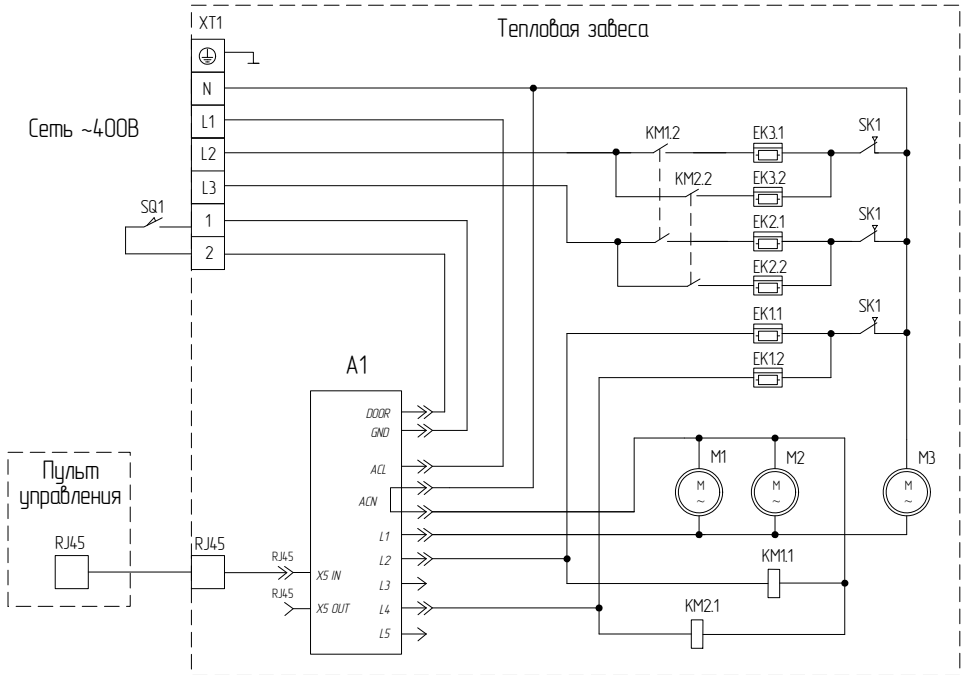 XT1
Тепловая завеса
N
Сеть ~400В
L1
L2
L3
SQ1
1
2
KM1.2
EK3.1
SK1
KM2.2
EK3.2
EK2.1
SK1
EK2.2
EK1.1
SK1
EK1.2
A1
DOOR
GND
ACL
ACN
L1
L2
L3
L4
L5
X5 IN
X5 OUT
RJ45
RJ45
Пульт
управления
RJ45
RJ45
M1
M
~
M2
M
~
M3
M
~
KM1.1
KM2.1